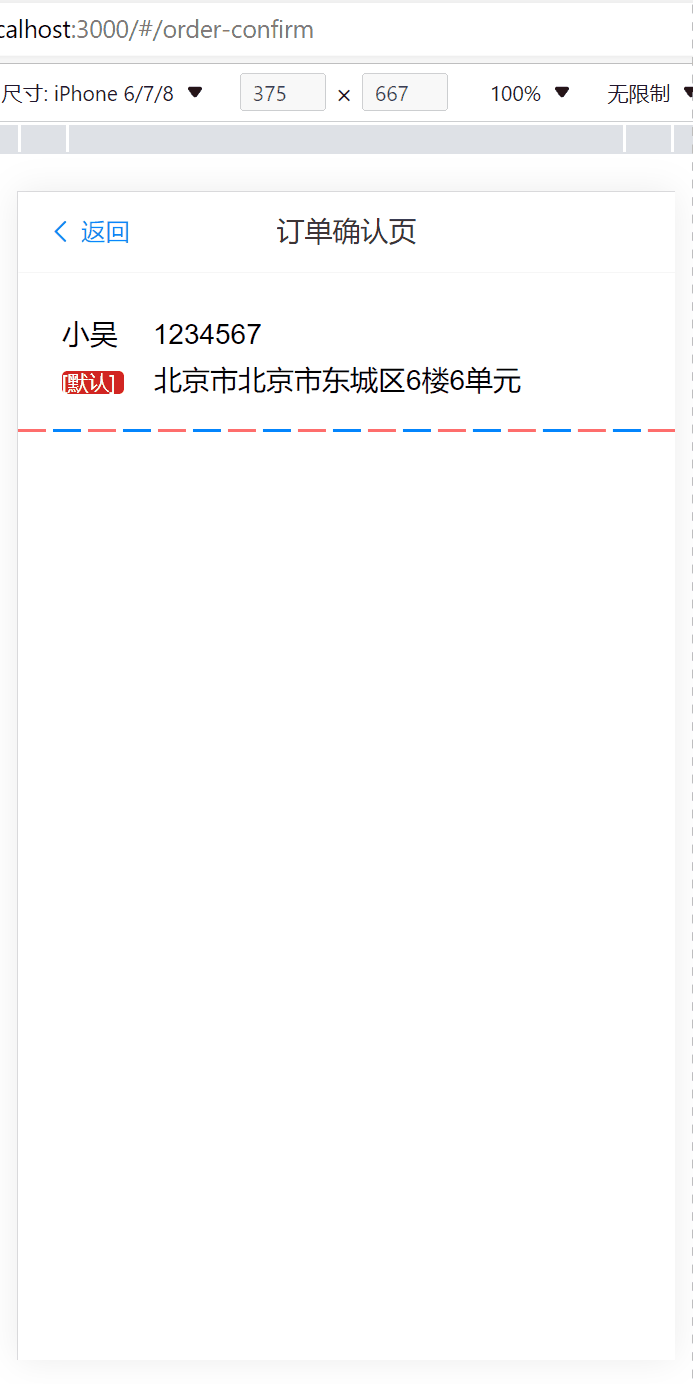 calhost:3000/#/order-confirm
尺寸: iPhone 6/7/8 375 × 667 100% 无限制
返回 订单确认页
小吴 1234567
[默认] 北京市北京市东城区6楼6单元